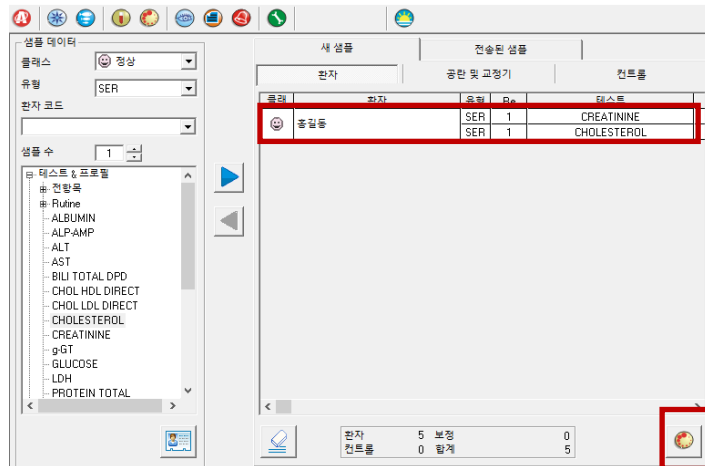 샘플 데이터
클래스 정상
유형 SER
환자 코드
샘플 수 1
테스트 & 프로필
전항목
Rutine
ALBUMIN
ALP-AMP
ALT
AST
BILI TOTAL DPD
CHOL HDL DIRECT
CHOL LDL DIRECT
CHOLESTEROL
CREATININE
g-GT
GLUCOSE
LDH
PROTEIN TOTAL
새 샘플 전송된 샘플
환자 공란 및 교정기 컨트롤
클래 환자 유형 Re 테스트
홍길동 SER 1 CREATININE
SER 1 CHOLESTEROL
환자 5 보정 0
컨트롤 0 합계 5